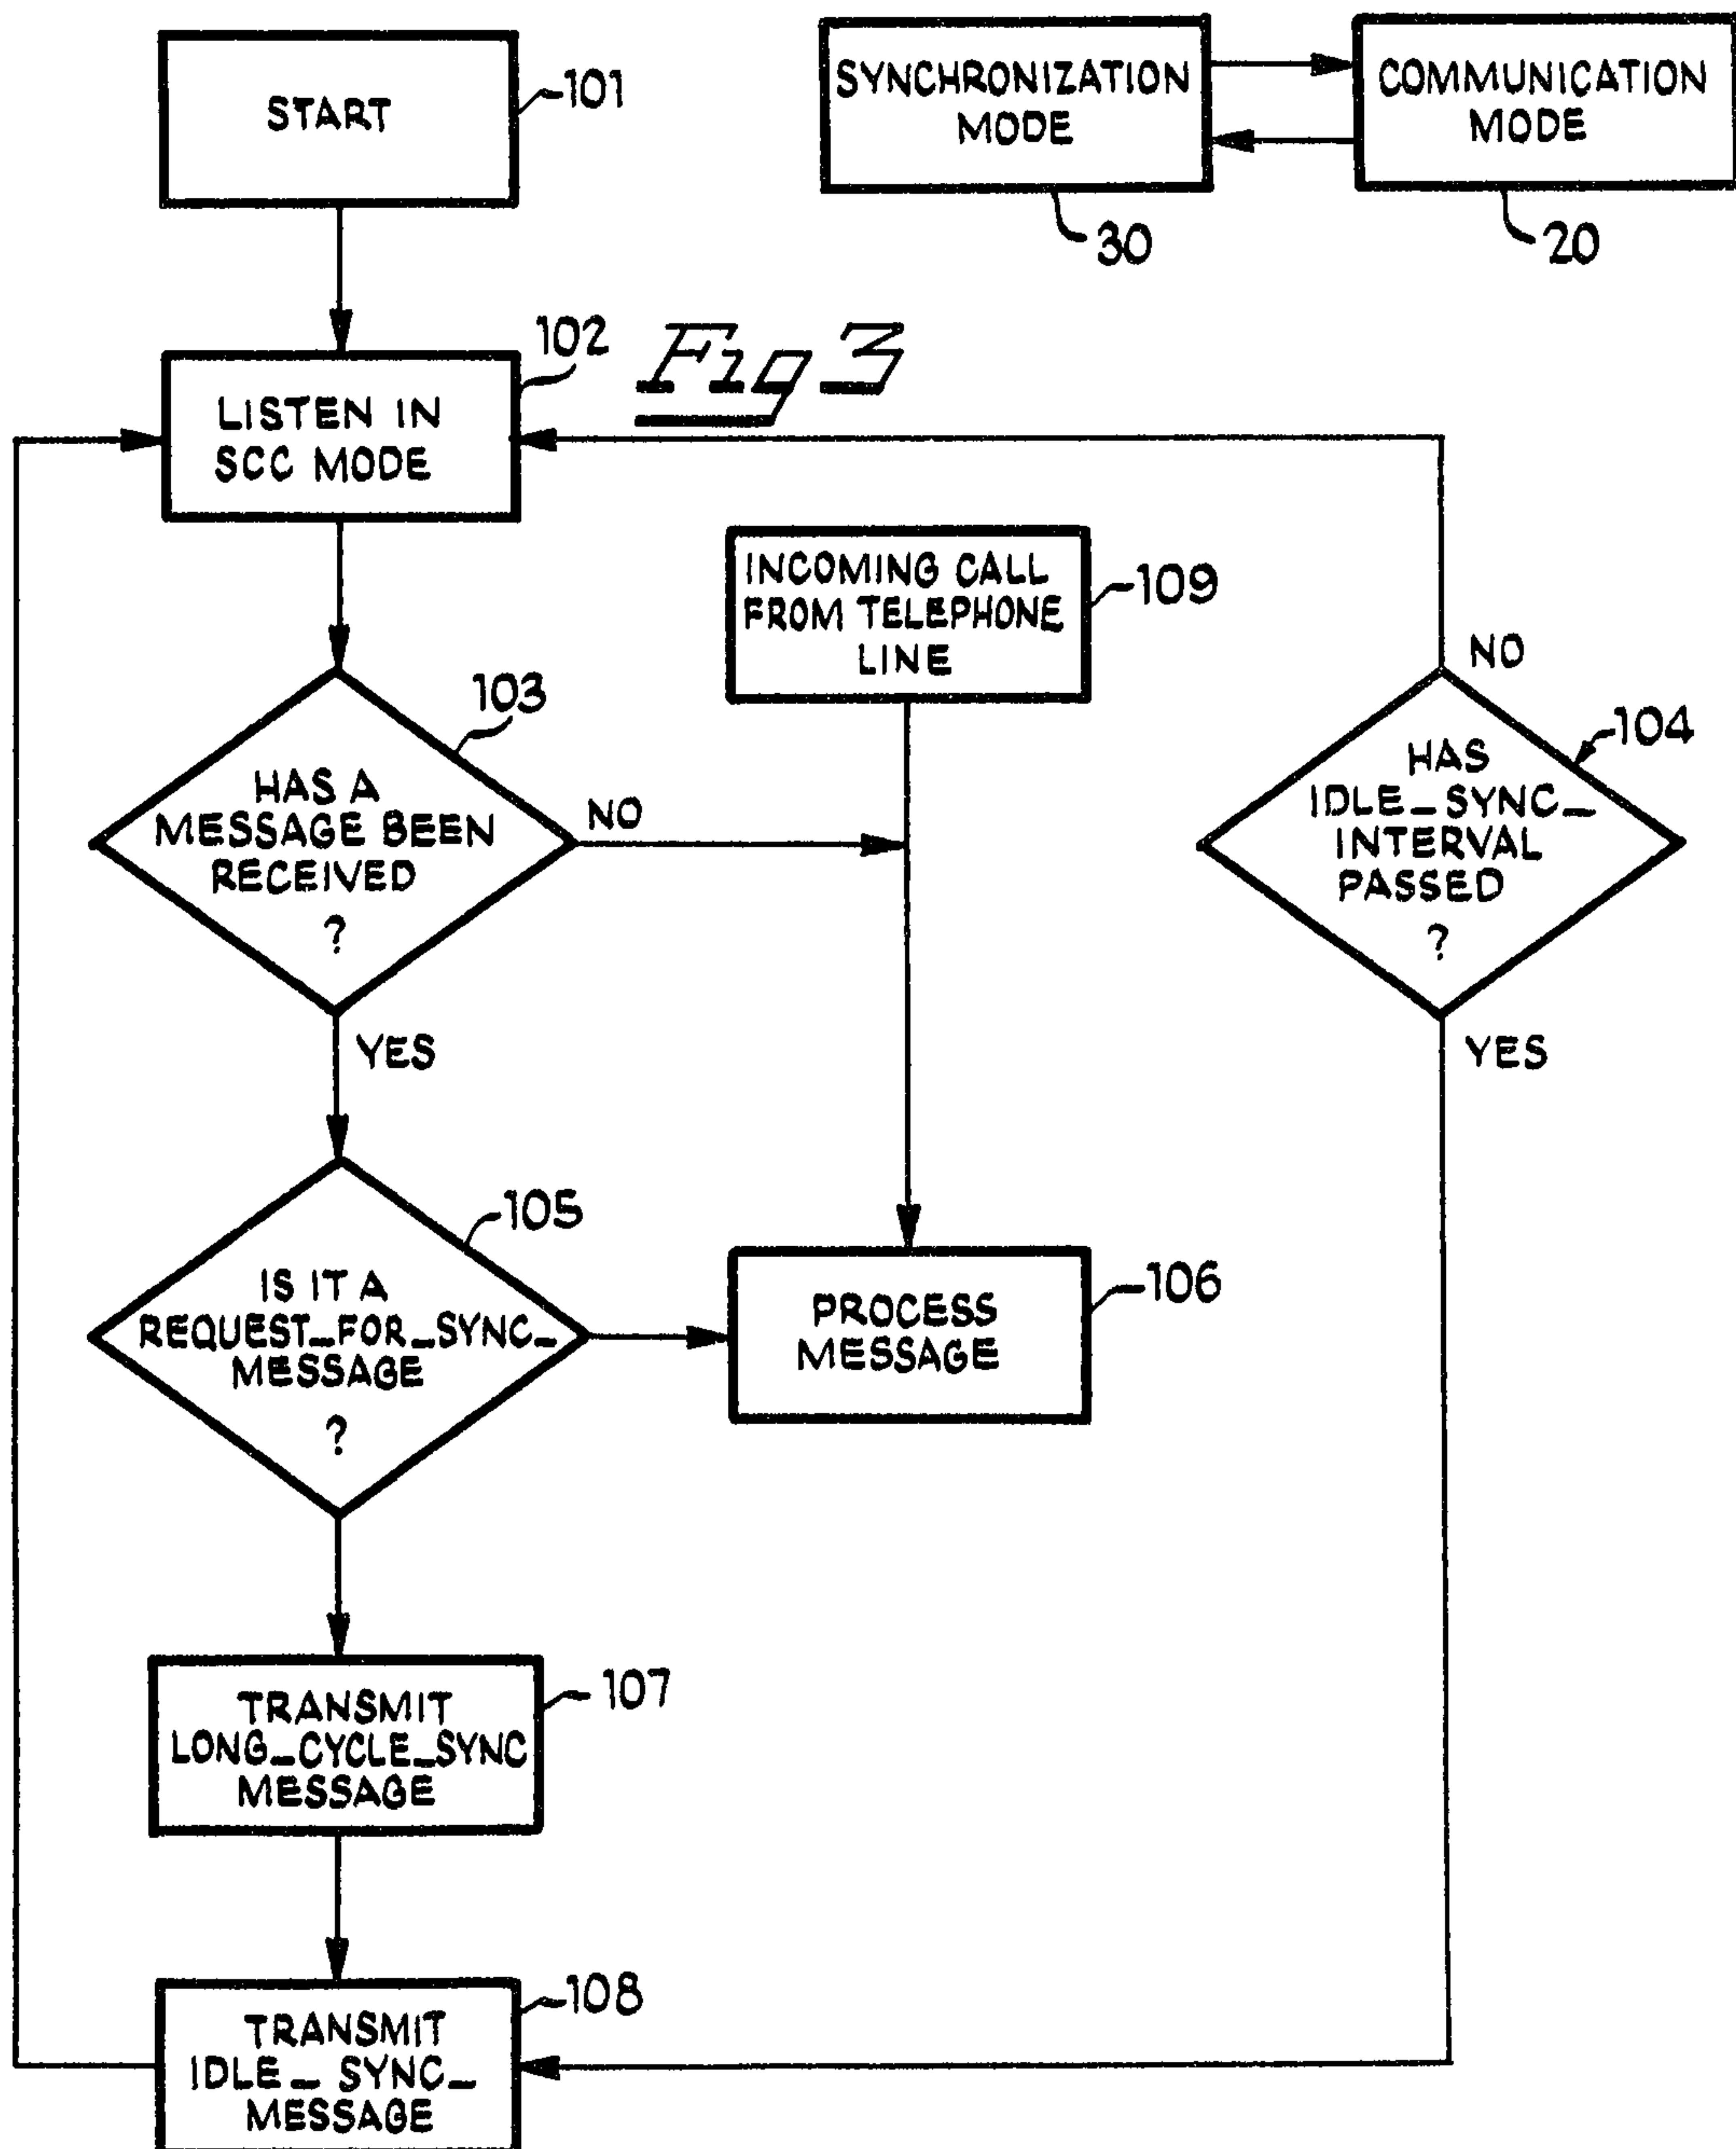 START
101
SYNCHRONIZATION
MODE
30
COMMUNICATION
MODE
20
Fig 3
LISTEN IN
SCC MODE
102
INCOMING CALL
FROM TELEPHONE
LINE
109
HAS A
MESSAGE BEEN
RECEIVED
?
103
NO
YES
HAS
IDLE_SYNC_
INTERVAL
PASSED
?
104
NO
YES
IS IT A
REQUEST_FOR_SYNC_
MESSAGE
?
105
PROCESS
MESSAGE
106
TRANSMIT
LONG_CYCLE_SYNC
MESSAGE
107
TRANSMIT
IDLE_SYNC_
MESSAGE
108